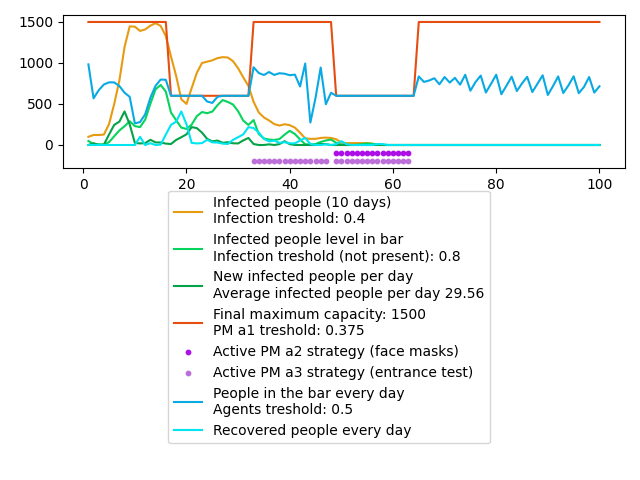 1500
1000
500
0
0
20
40
60
80
100
Infected people (10 days)
Infection treshold: 0.4
Infected people level in bar
Infection treshold (not present): 0.8
New infected people per day
Average infected people per day 29.56
Final maximum capacity: 1500
PM a1 treshold: 0.375
Active PM a2 strategy (face masks)
Active PM a3 strategy (entrance test)
People in the bar every day
Agents treshold: 0.5
Recovered people every day